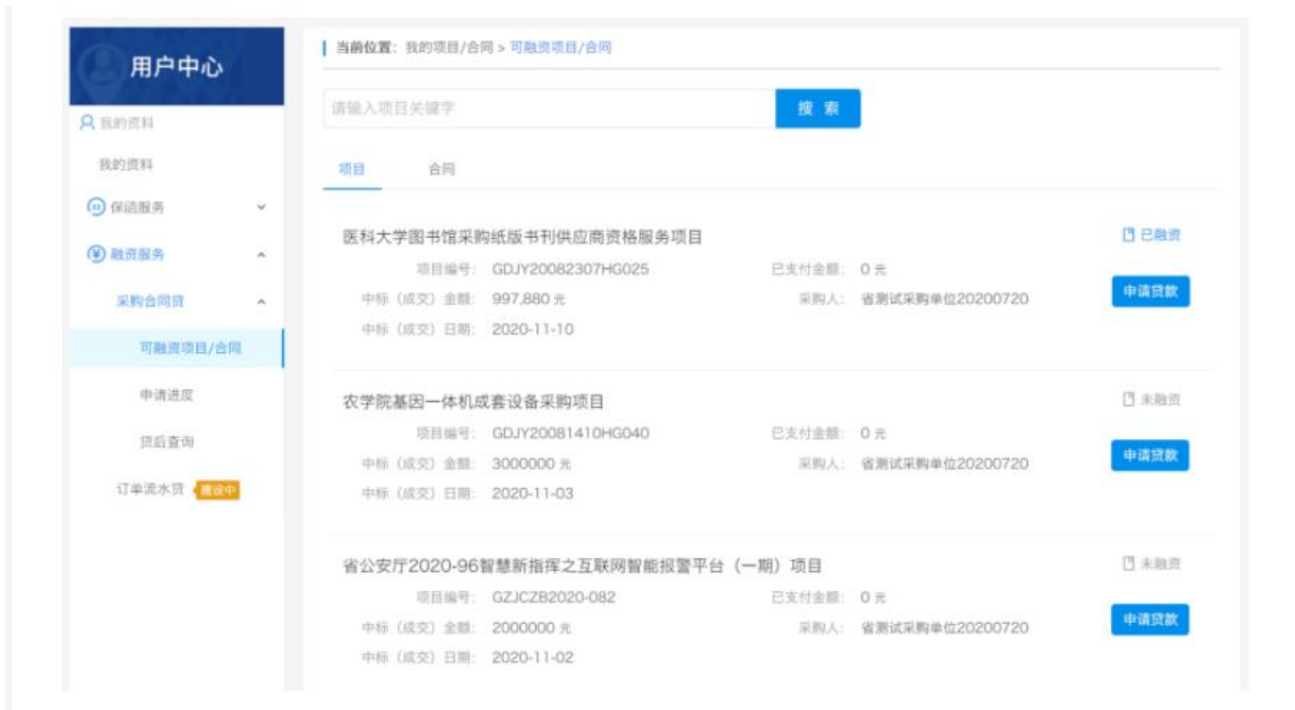 用户中心
我的资料
我的资料
保函服务
融资服务
采购合同贷
可融资项目/合同
申请进度
贷后查询
订单流水贷 建设中
当前位置：我的项目/合同 > 可融资项目/合同
请输入项目关键字 搜 索
项目 合同
医科大学图书馆采购纸版书刊供应商资格服务项目 已融资
项目编号： GDJY20082307HG025 已支付金额： 0 元
中标（成交）金额： 997,880 元 采购人： 省测试采购单位20200720 申请贷款
中标（成交）日期： 2020-11-10
农学院基因一体机成套设备采购项目 未融资
项目编号： GDJY20081410HG040 已支付金额： 0 元
中标（成交）金额： 3000000 元 采购人： 省测试采购单位20200720 申请贷款
中标（成交）日期： 2020-11-03
省公安厅2020-96智慧新指挥之互联网智能报警平台（一期）项目 未融资
项目编号： GZJCZB2020-082 已支付金额： 0 元
中标（成交）金额： 2000000 元 采购人： 省测试采购单位20200720 申请贷款
中标（成交）日期： 2020-11-02